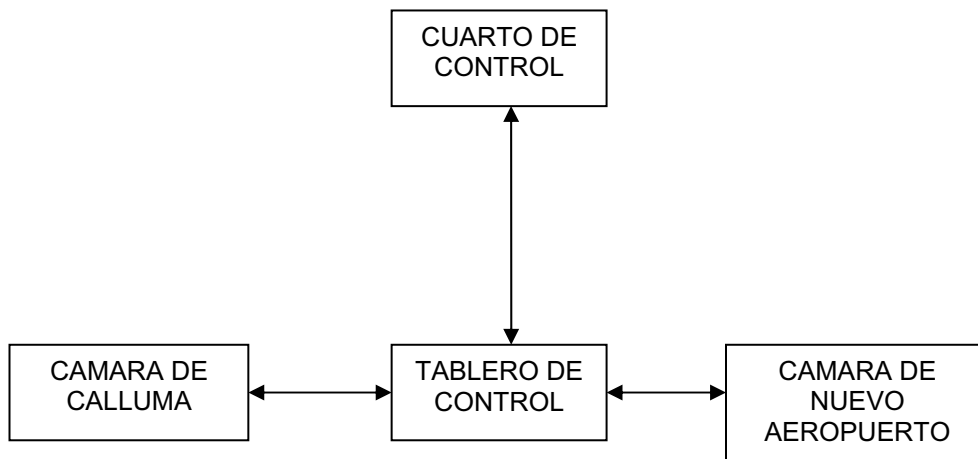 CUARTO DE
CONTROL
CAMARA DE
CALLUMA
TABLERO DE
CONTROL
CAMARA DE
NUEVO
AEROPUERTO